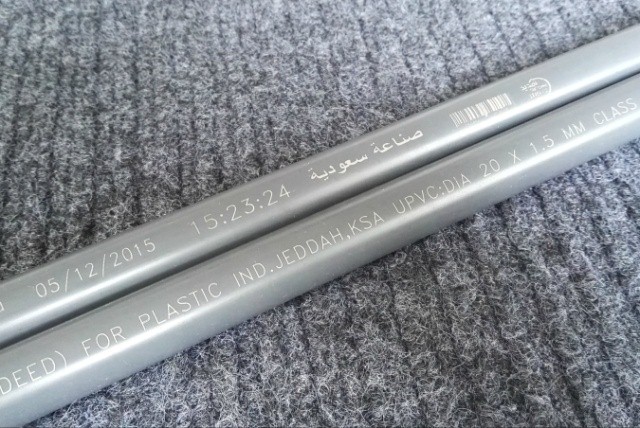 05/12/2015 15:23:24 صناعة سعودية
DEED) FOR PLASTIC IND.JEDDAH,KSA UPVC:DIA 20 X 1.5 MM CLASS